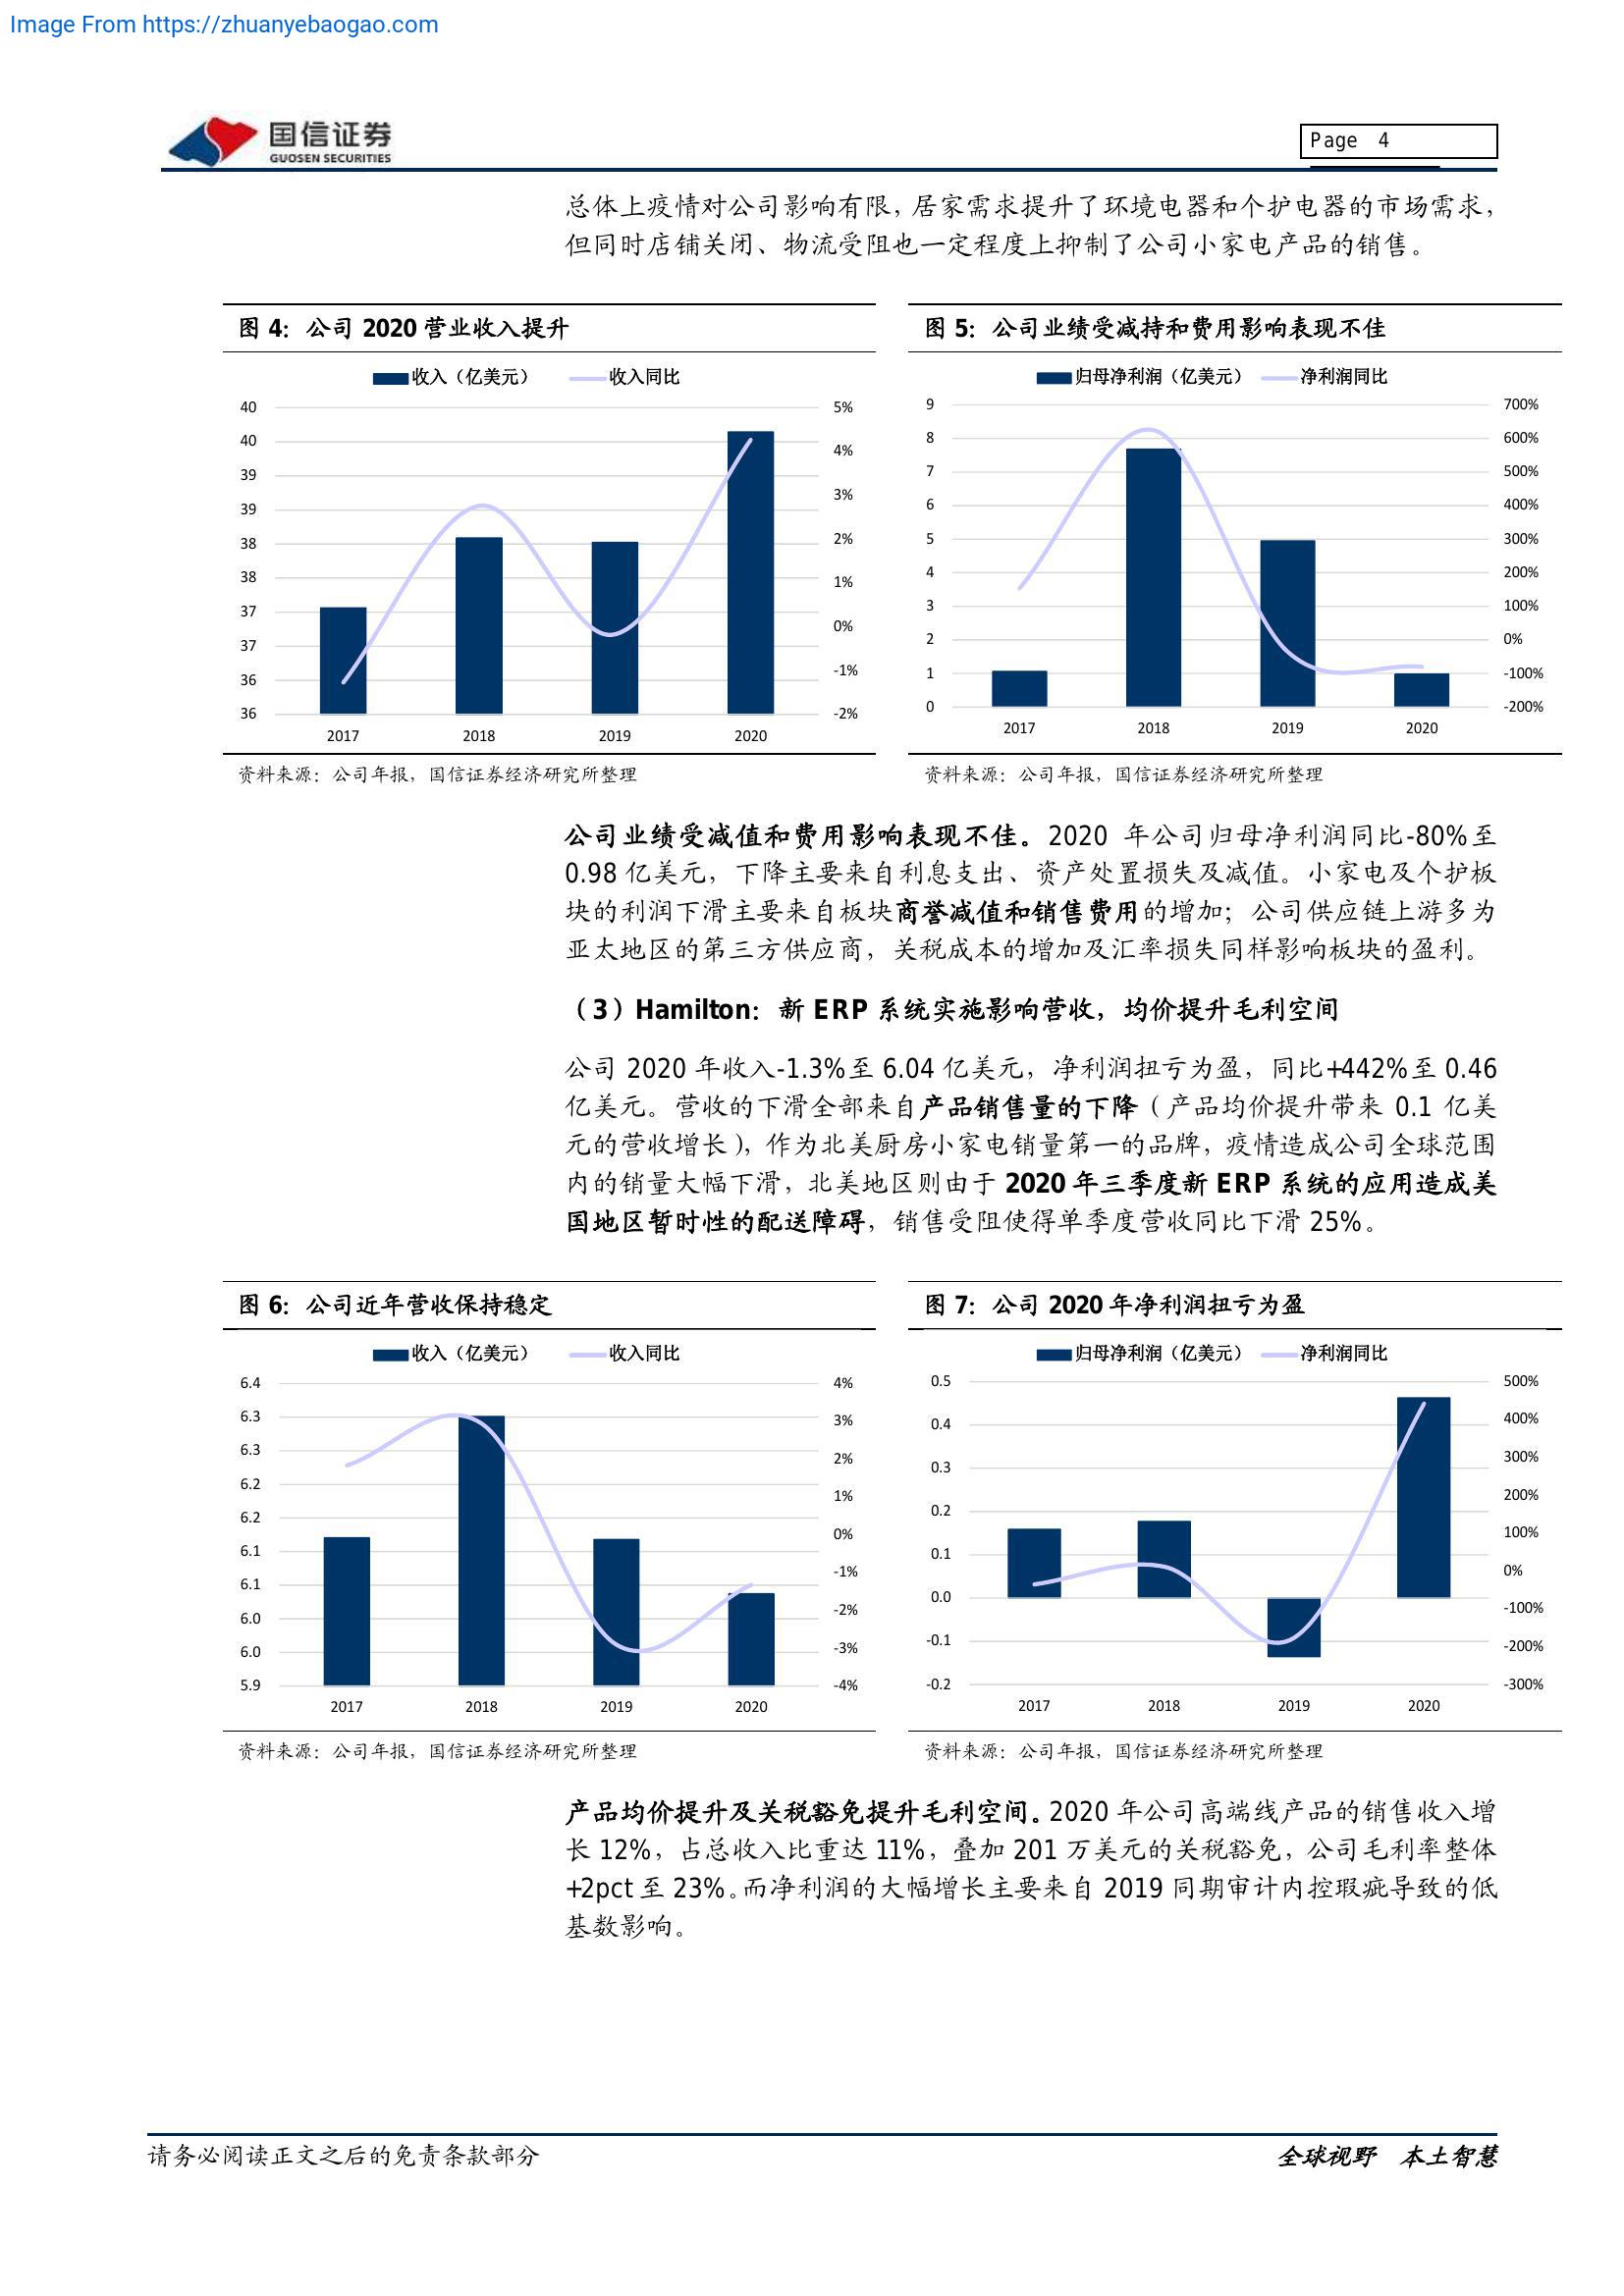 Image From https://zhuanyebaogao.com
国信证券
GUOSEN SECURITIES
Page 4
总体上疫情对公司影响有限，居家需求提升了环境电器和个护电器的市场需求，
但同时店铺关闭、物流受阻也一定程度上抑制了公司小家电产品的销售。
图 4：公司 2020 营业收入提升
收入（亿美元） 收入同比
40
40
39
39
38
38
37
37
36
36
5%
4%
3%
2%
1%
0%
-1%
-2%
2017 2018 2019 2020
资料来源：公司年报，国信证券经济研究所整理
图 5：公司业绩受减持和费用影响表现不佳
归母净利润（亿美元） 净利润同比
9
8
7
6
5
4
3
2
1
0
700%
600%
500%
400%
300%
200%
100%
0%
-100%
-200%
2017 2018 2019 2020
资料来源：公司年报，国信证券经济研究所整理
公司业绩受减值和费用影响表现不佳。2020 年公司归母净利润同比-80%至
0.98 亿美元，下降主要来自利息支出、资产处置损失及减值。小家电及个护板
块的利润下滑主要来自板块商誉减值和销售费用的增加；公司供应链上游多为
亚太地区的第三方供应商，关税成本的增加及汇率损失同样影响板块的盈利。
（3）Hamilton：新 ERP 系统实施影响营收，均价提升毛利空间
公司 2020 年收入-1.3%至 6.04 亿美元，净利润扭亏为盈，同比+442%至 0.46
亿美元。营收的下滑全部来自产品销售量的下降（产品均价提升带来 0.1 亿美
元的营收增长），作为北美厨房小家电销量第一的品牌，疫情造成公司全球范围
内的销量大幅下滑，北美地区则由于 2020 年三季度新 ERP 系统的应用造成美
国地区暂时性的配送障碍，销售受阻使得单季度营收同比下滑 25%。
图 6：公司近年营收保持稳定
收入（亿美元） 收入同比
6.4
6.3
6.3
6.2
6.2
6.1
6.1
6.0
6.0
5.9
4%
3%
2%
1%
0%
-1%
-2%
-3%
-4%
2017 2018 2019 2020
资料来源：公司年报，国信证券经济研究所整理
图 7：公司 2020 年净利润扭亏为盈
归母净利润（亿美元） 净利润同比
0.5
0.4
0.3
0.2
0.1
0.0
-0.1
-0.2
500%
400%
300%
200%
100%
0%
-100%
-200%
-300%
2017 2018 2019 2020
资料来源：公司年报，国信证券经济研究所整理
产品均价提升及关税豁免提升毛利空间。2020 年公司高端线产品的销售收入增
长 12%，占总收入比重达 11%，叠加 201 万美元的关税豁免，公司毛利率整体
+2pct 至 23%。而净利润的大幅增长主要来自 2019 同期审计内控瑕疵导致的低
基数影响。
请务必阅读正文之后的免责条款部分
全球视野 本土智慧